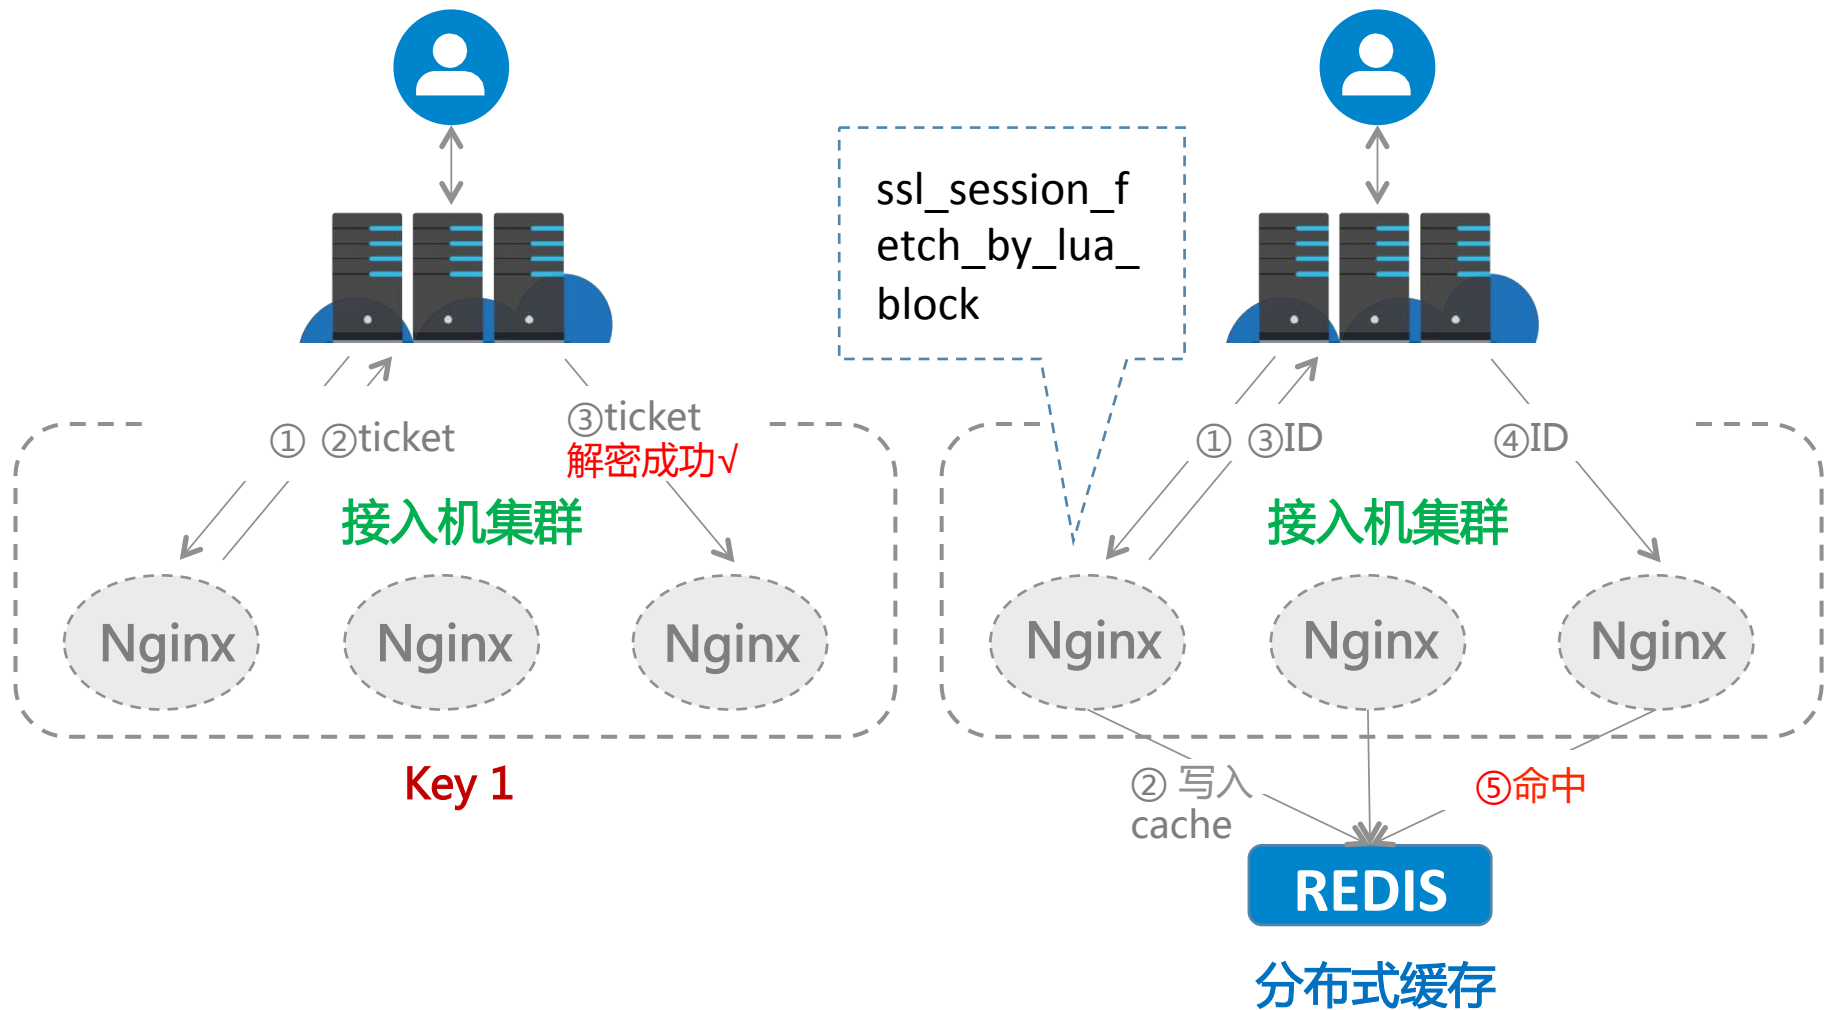 ① ②ticket
③ticket
解密成功√
接入机集群
Nginx
Nginx
Nginx
Key 1
ssl_session_f
etch_by_lua_
block
① ③ID
④ID
接入机集群
Nginx
Nginx
Nginx
② 写入
cache
⑤命中
REDIS
分布式缓存